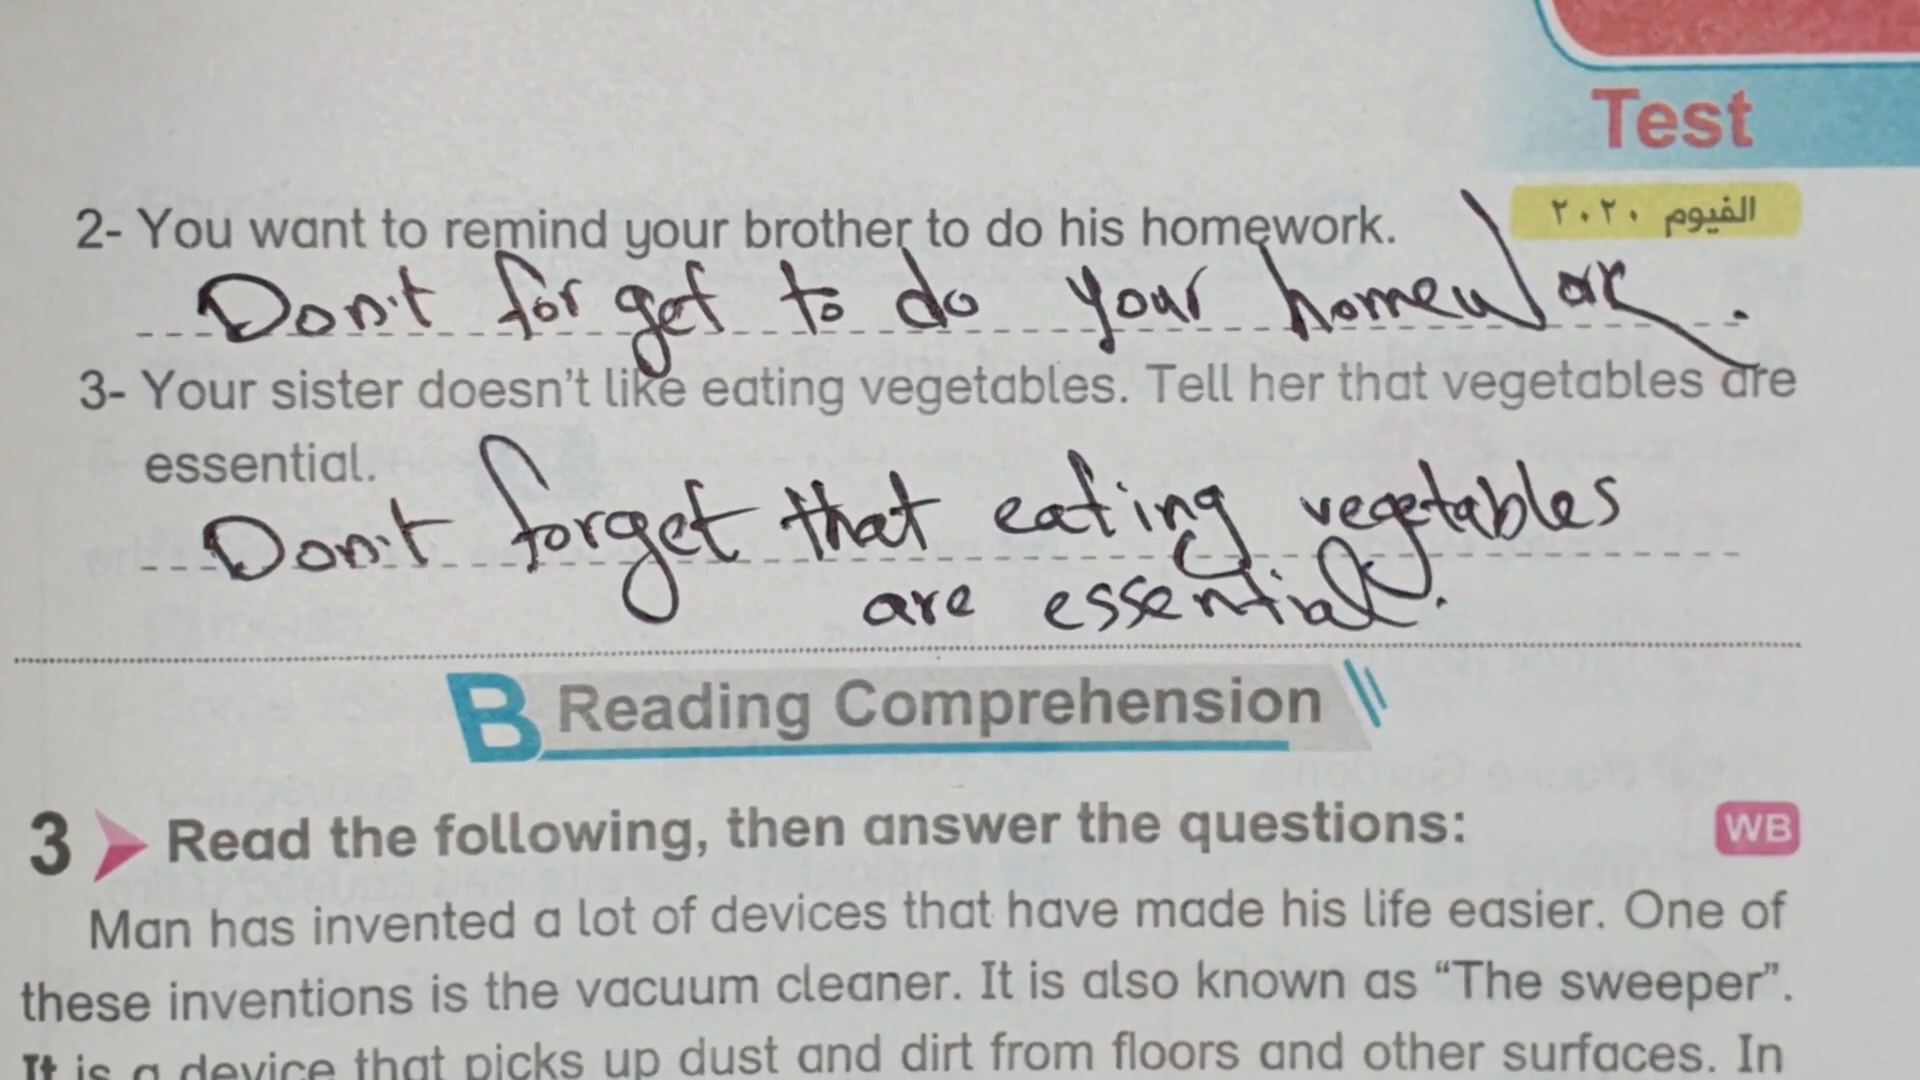 Test
2- You want to remind your brother to do his homework. الفيوم ٢٠٢٠
Don't forget to do your homework.
3- Your sister doesn't like eating vegetables. Tell her that vegetables are
essential.
Don't forget that eating vegetables
are essential.
B Reading Comprehension
3 Read the following, then answer the questions: WB
Man has invented a lot of devices that have made his life easier. One of
these inventions is the vacuum cleaner. It is also known as “The sweeper”.
It is a device that picks up dust and dirt from floors and other surfaces. In